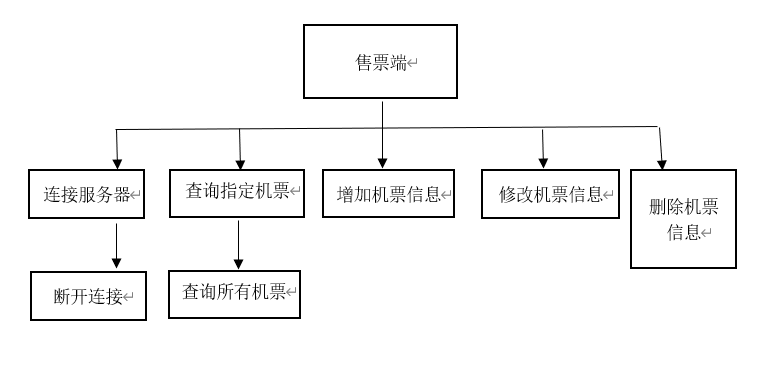 售票端
连接服务器
查询指定机票
增加机票信息
修改机票信息
删除机票
信息
断开连接
查询所有机票